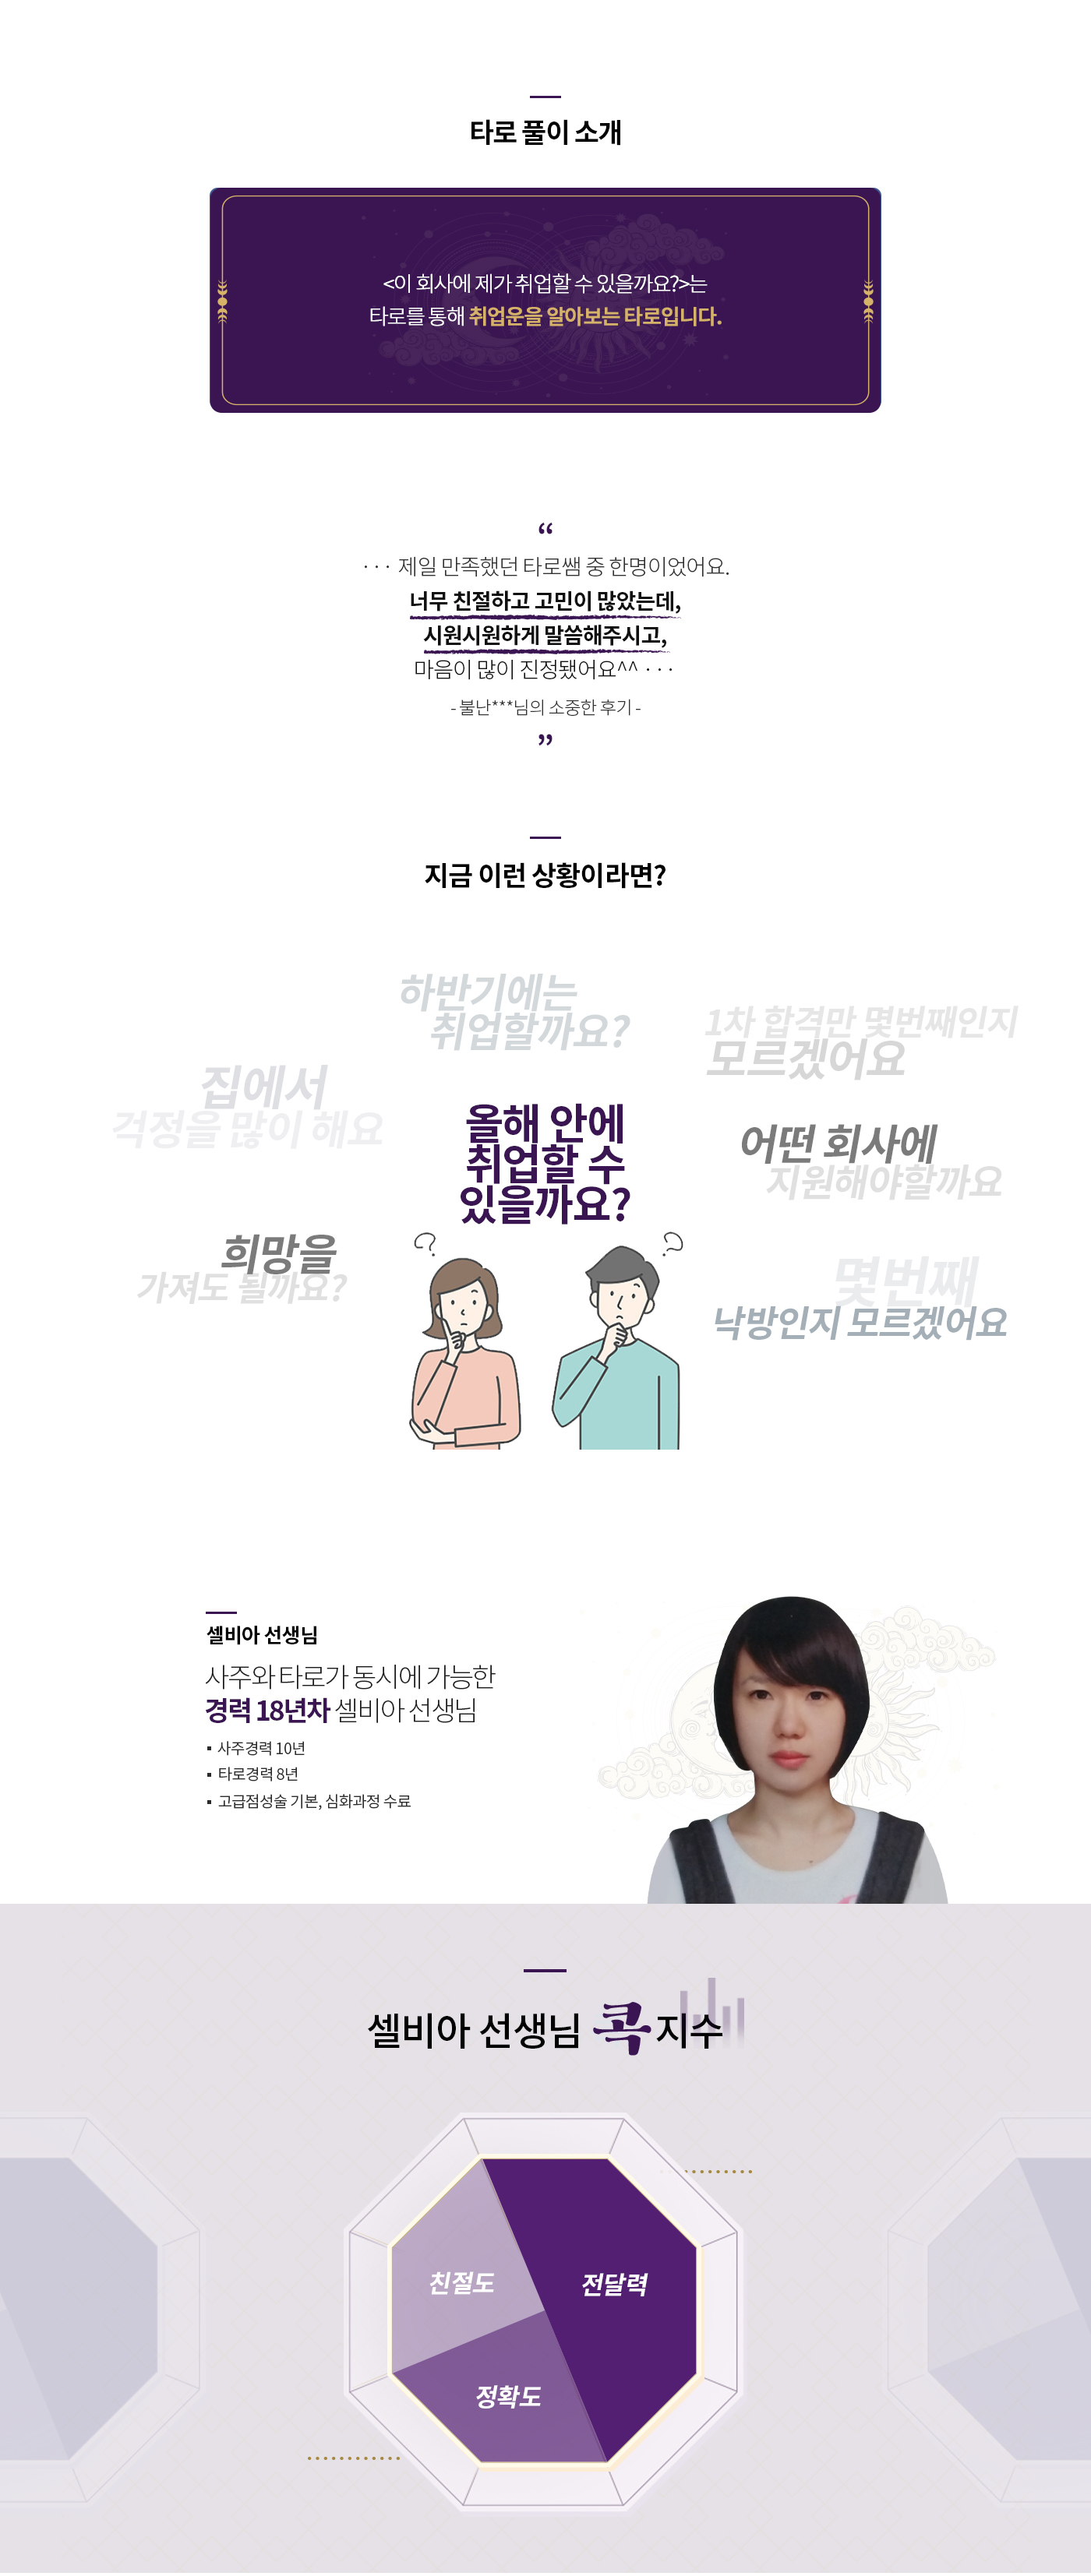 타로 풀이 소개
<이 회사에 제가 취업할 수 있을까요?>는
타로를 통해 취업운을 알아보는 타로입니다.
“
··· 제일 만족했던 타로쌤 중 한명이었어요.
너무 친절하고 고민이 많았는데,
시원시원하게 말씀해주시고,
마음이 많이 진정됐어요^^ ···
- 불난***님의 소중한 후기 -
”
지금 이런 상황이라면?
하반기에는
취업할까요?
1차 합격만 몇번째인지
모르겠어요
집에서
걱정을 많이 해요
올해 안에
취업할 수
있을까요?
어떤 회사에
지원해야할까요
희망을
가져도 될까요?
몇번째
낙방인지 모르겠어요
셀비아 선생님
사주와 타로가 동시에 가능한
경력 18년차 셀비아 선생님
▪ 사주경력 10년
▪ 타로경력 8년
▪ 고급점성술 기본, 심화과정 수료
셀비아 선생님 콕 지수
친절도
전달력
정확도